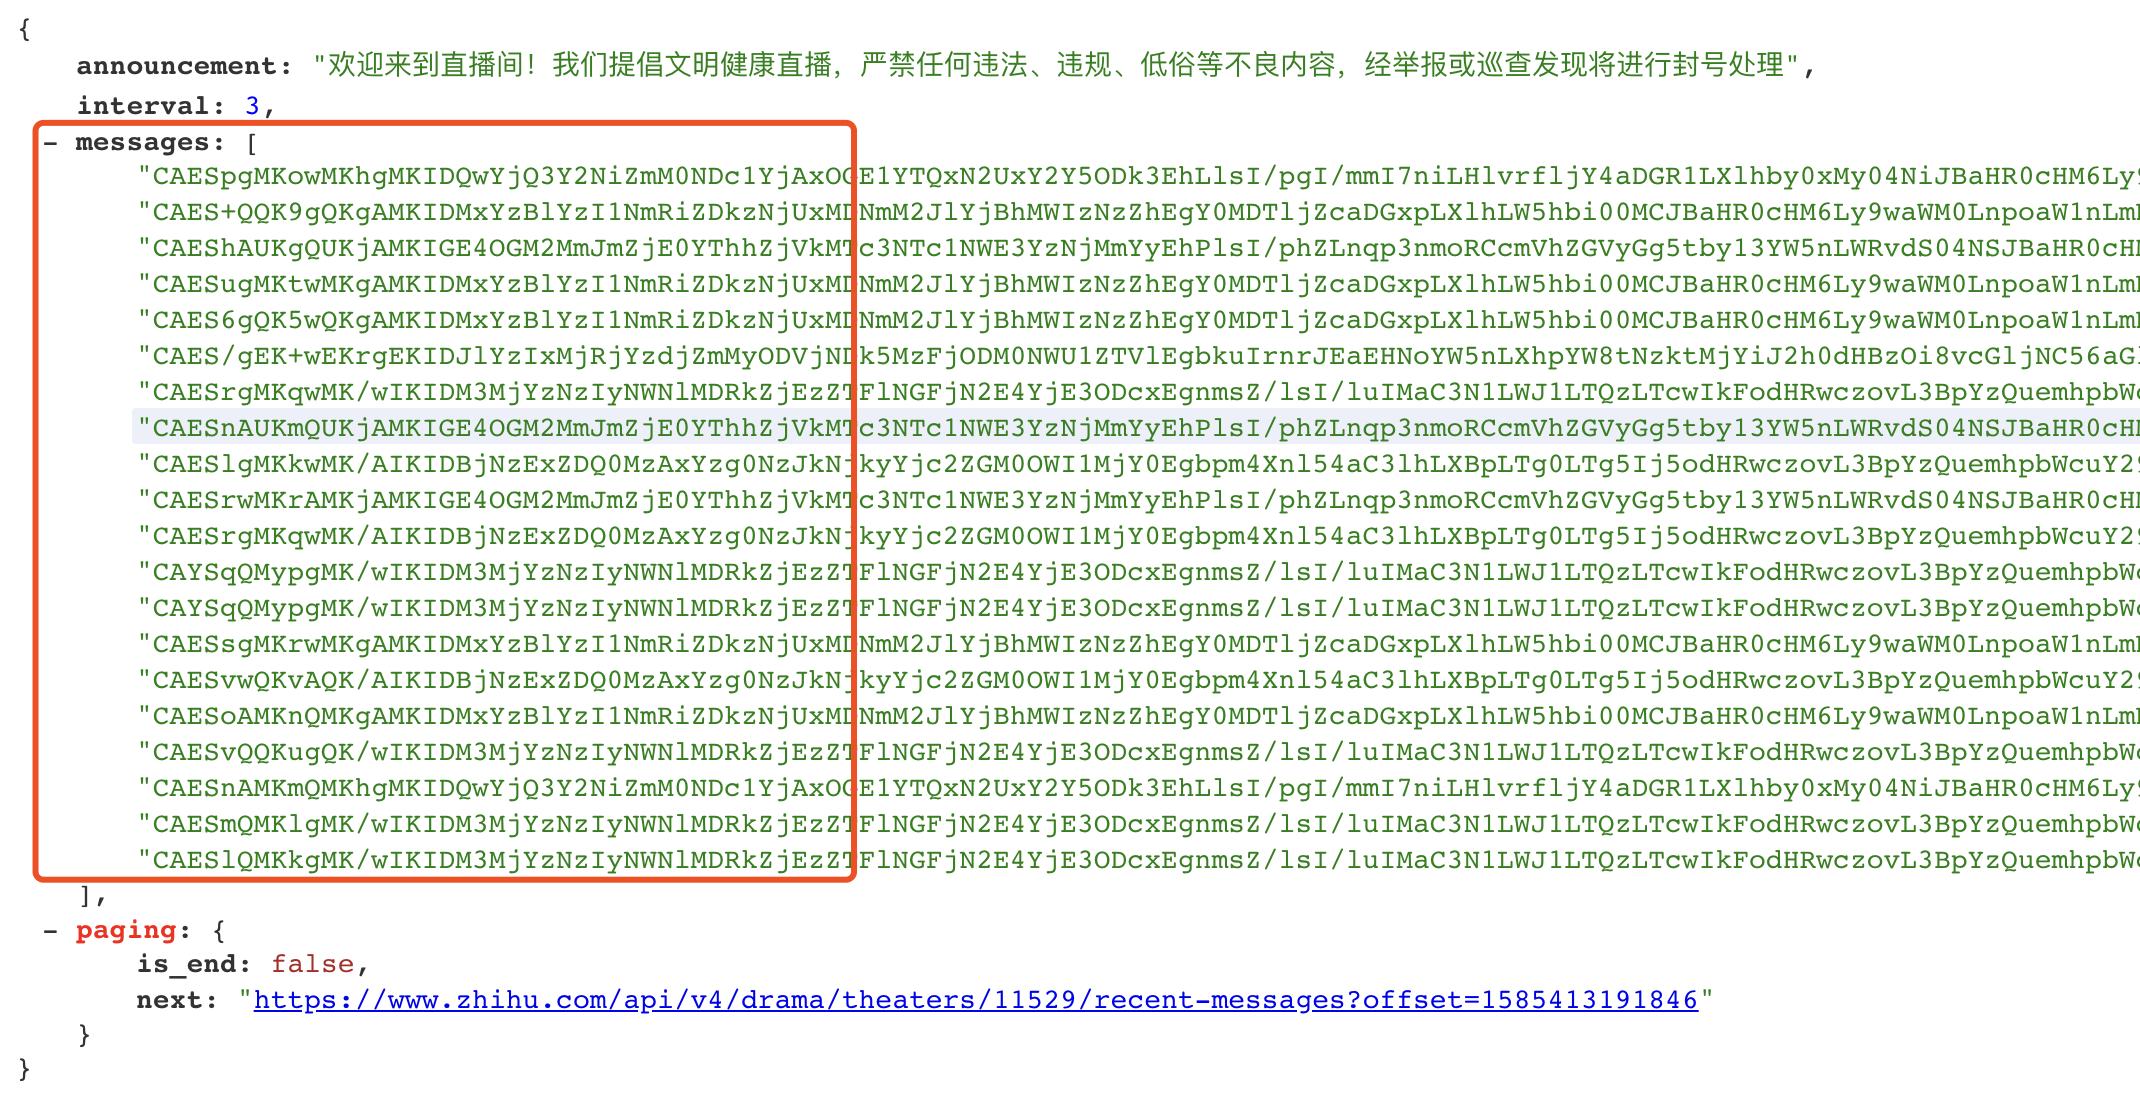 {
announcement: "欢迎来到直播间！我们提倡文明健康直播，严禁任何违法、违规、低俗等不良内容，经举报或巡查发现将进行封号处理",
interval: 3,
- messages: [
"CAESpgMKowMKhgMKIDQwYjQ3Y2NiZmM0NDc1YjAxOGE1YTQxN2UxY2Y5ODk3EhLlsI/pgI/mmI7niLHlvrfljY4aDGR1LXlhby0xMy04NiJBaHR0cHM6Ly9
"CAES+QQK9gQKgAMKIDMxYzBlYzI1NmRiZDkzNjUxMDNmM2JlYjBhMWIzNzZhEgY0MDTljZcaDGxpLXlhLW5hbi00MCJBaHR0cHM6Ly9waWM0LnpoaW1nLm
"CAEShAUKgQUKjAMKIGE4OGM2MmJmZjE0YThhZjVkMTc3NTc1NWE3YzNjMmYyEhPlsI/phZLnqp3nmoRCcmVhZGVyGg5tby13YW5nLWRvdS04NSJBaHR0cH
"CAESugMKtwMKgAMKIDMxYzBlYzI1NmRiZDkzNjUxMDNmM2JlYjBhMWIzNzZhEgY0MDTljZcaDGxpLXlhLW5hbi00MCJBaHR0cHM6Ly9waWM0LnpoaW1nLm
"CAES6gQK5wQKgAMKIDMxYzBlYzI1NmRiZDkzNjUxMDNmM2JlYjBhMWIzNzZhEgY0MDTljZcaDGxpLXlhLW5hbi00MCJBaHR0cHM6Ly9waWM0LnpoaW1nLm
"CAES/gEK+wEKrgEKIDJlYzIxMjRjYzdjZmMyODVjNDk5MzFjODM0NWU1ZTVlEgbkuIrnrJEaEHNoYW5nLXhpYW8tNzktMjYiJ2h0dHBzOi8vcGljNC56aG
"CAESrgMKqwMK/wIKIDM3MjYzNzIyNWNlMDRkZjEzZTFlNGFjN2E4YjE3ODcxEgnmsZ/lsI/luIMaC3N1LWJ1LTQzLTcwIkFodHRwczovL3BpYzQuemhpbW
"CAESnAUKmQUKjAMKIGE4OGM2MmJmZjE0YThhZjVkMTc3NTc1NWE3YzNjMmYyEhPlsI/phZLnqp3nmoRCcmVhZGVyGg5tby13YW5nLWRvdS04NSJBaHR0cH
"CAESlgMKkwMK/AIKIDBjNzExZDQ0MzAxYzg0NzJkNjkyYjc2ZGM0OWI1MjY0Egbpm4Xnl54aC3lhLXBpLTg0LTg5Ij5odHRwczovL3BpYzQuemhpbWcuY29
"CAESrwMKrAMKjAMKIGE4OGM2MmJmZjE0YThhZjVkMTc3NTc1NWE3YzNjMmYyEhPlsI/phZLnqp3nmoRCcmVhZGVyGg5tby13YW5nLWRvdS04NSJBaHR0cH
"CAESrgMKqwMK/AIKIDBjNzExZDQ0MzAxYzg0NzJkNjkyYjc2ZGM0OWI1MjY0Egbpm4Xnl54aC3lhLXBpLTg0LTg5Ij5odHRwczovL3BpYzQuemhpbWcuY29
"CAYSqQMypgMK/wIKIDM3MjYzNzIyNWNlMDRkZjEzZTFlNGFjN2E4YjE3ODcxEgnmsZ/lsI/luIMaC3N1LWJ1LTQzLTcwIkFodHRwczovL3BpYzQuemhpbW
"CAYSqQMypgMK/wIKIDM3MjYzNzIyNWNlMDRkZjEzZTFlNGFjN2E4YjE3ODcxEgnmsZ/lsI/luIMaC3N1LWJ1LTQzLTcwIkFodHRwczovL3BpYzQuemhpbW
"CAESsgMKrwMKgAMKIDMxYzBlYzI1NmRiZDkzNjUxMDNmM2JlYjBhMWIzNzZhEgY0MDTljZcaDGxpLXlhLW5hbi00MCJBaHR0cHM6Ly9waWM0LnpoaW1nLm
"CAESvwQKvAQK/AIKIDBjNzExZDQ0MzAxYzg0NzJkNjkyYjc2ZGM0OWI1MjY0Egbpm4Xnl54aC3lhLXBpLTg0LTg5Ij5odHRwczovL3BpYzQuemhpbWcuY29
"CAESoAMKnQMKgAMKIDMxYzBlYzI1NmRiZDkzNjUxMDNmM2JlYjBhMWIzNzZhEgY0MDTljZcaDGxpLXlhLW5hbi00MCJBaHR0cHM6Ly9waWM0LnpoaW1nLm
"CAESvQQKugQK/wIKIDM3MjYzNzIyNWNlMDRkZjEzZTFlNGFjN2E4YjE3ODcxEgnmsZ/lsI/luIMaC3N1LWJ1LTQzLTcwIkFodHRwczovL3BpYzQuemhpbW
"CAESnAMKmQMKhgMKIDQwYjQ3Y2NiZmM0NDc1YjAxOGE1YTQxN2UxY2Y5ODk3EhLlsI/pgI/mmI7niLHlvrfljY4aDGR1LXlhby0xMy04NiJBaHR0cHM6Ly9
"CAESmQMKlgMK/wIKIDM3MjYzNzIyNWNlMDRkZjEzZTFlNGFjN2E4YjE3ODcxEgnmsZ/lsI/luIMaC3N1LWJ1LTQzLTcwIkFodHRwczovL3BpYzQuemhpbW
"CAESlQMKkgMK/wIKIDM3MjYzNzIyNWNlMDRkZjEzZTFlNGFjN2E4YjE3ODcxEgnmsZ/lsI/luIMaC3N1LWJ1LTQzLTcwIkFodHRwczovL3BpYzQuemhpbW
],
- paging: {
is_end: false,
next: "https://www.zhihu.com/api/v4/drama/theaters/11529/recent-messages?offset=1585413191846"
}
}